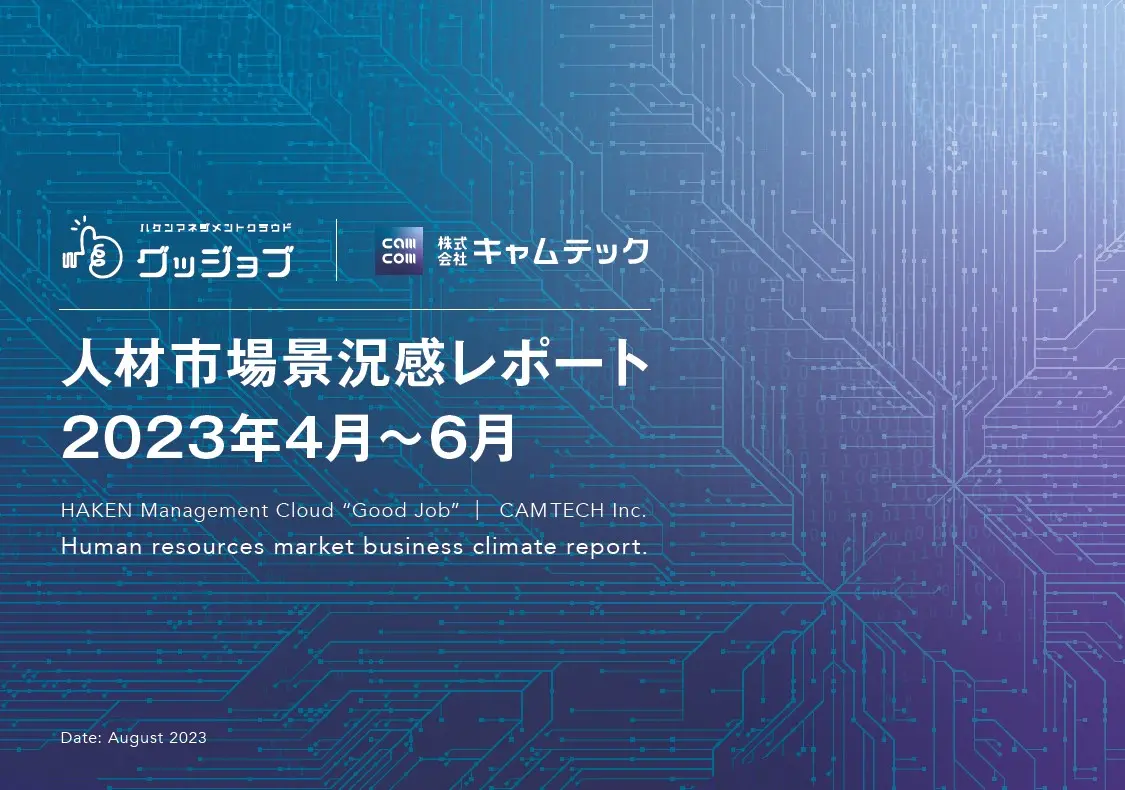 ハケンマネジメントクラウド
グッジョブ
cam
com
株式
会社
キャムテック
人材市場景況感レポート
2023年4月～6月
HAKEN Management Cloud “Good Job” ｜ CAMTECH Inc.
Human resources market business climate report.
Date: August 2023